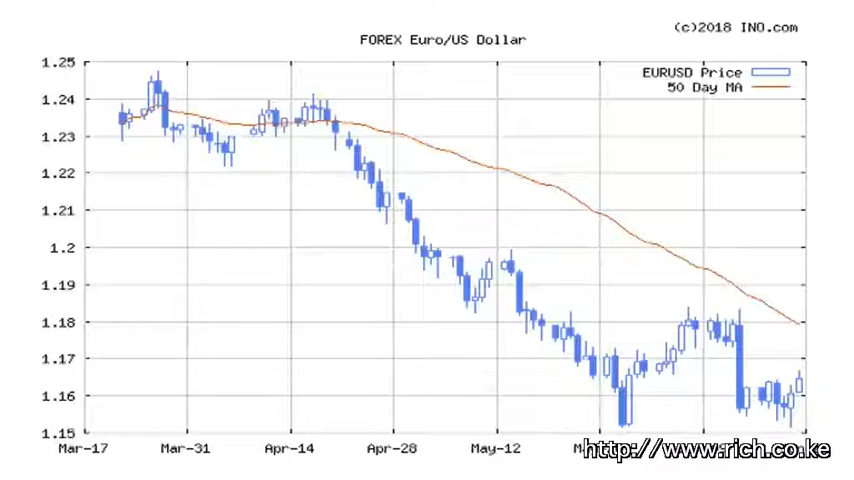 (c)2018 INO.com
FOREX Euro/US Dollar
EURUSD Price
50 Day MA
1.25
1.24
1.23
1.22
1.21
1.2
1.19
1.18
1.17
1.16
1.15
Mar-17
Mar-31
Apr-14
Apr-28
May-12
http://www.rich.co.ke